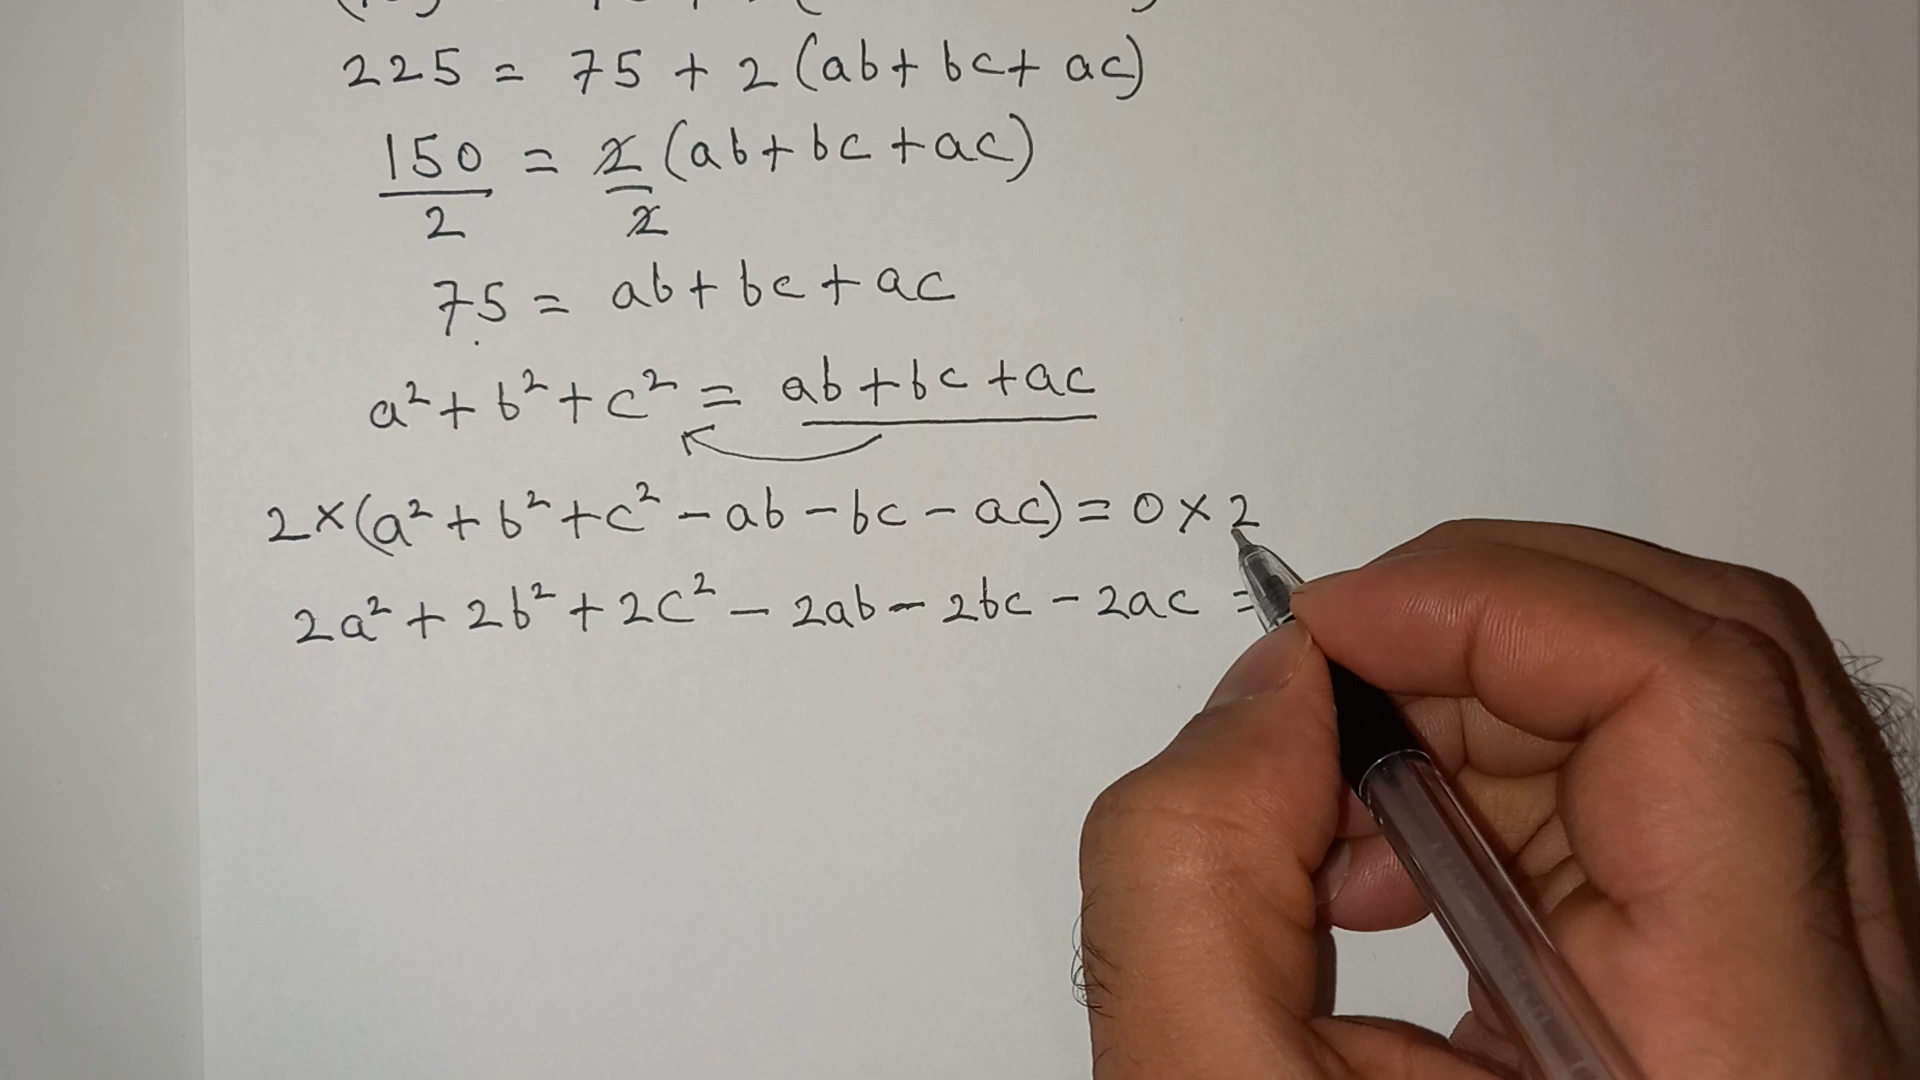 225 = 75 + 2 (ab + bc + ac)
150/2 = 2/2 (ab + bc + ac)
75 = ab + bc + ac
a² + b² + c² = ab + bc + ac
2 × (a² + b² + c² - ab - bc - ac) = 0 × 2
2a² + 2b² + 2c² - 2ab - 2bc - 2ac =